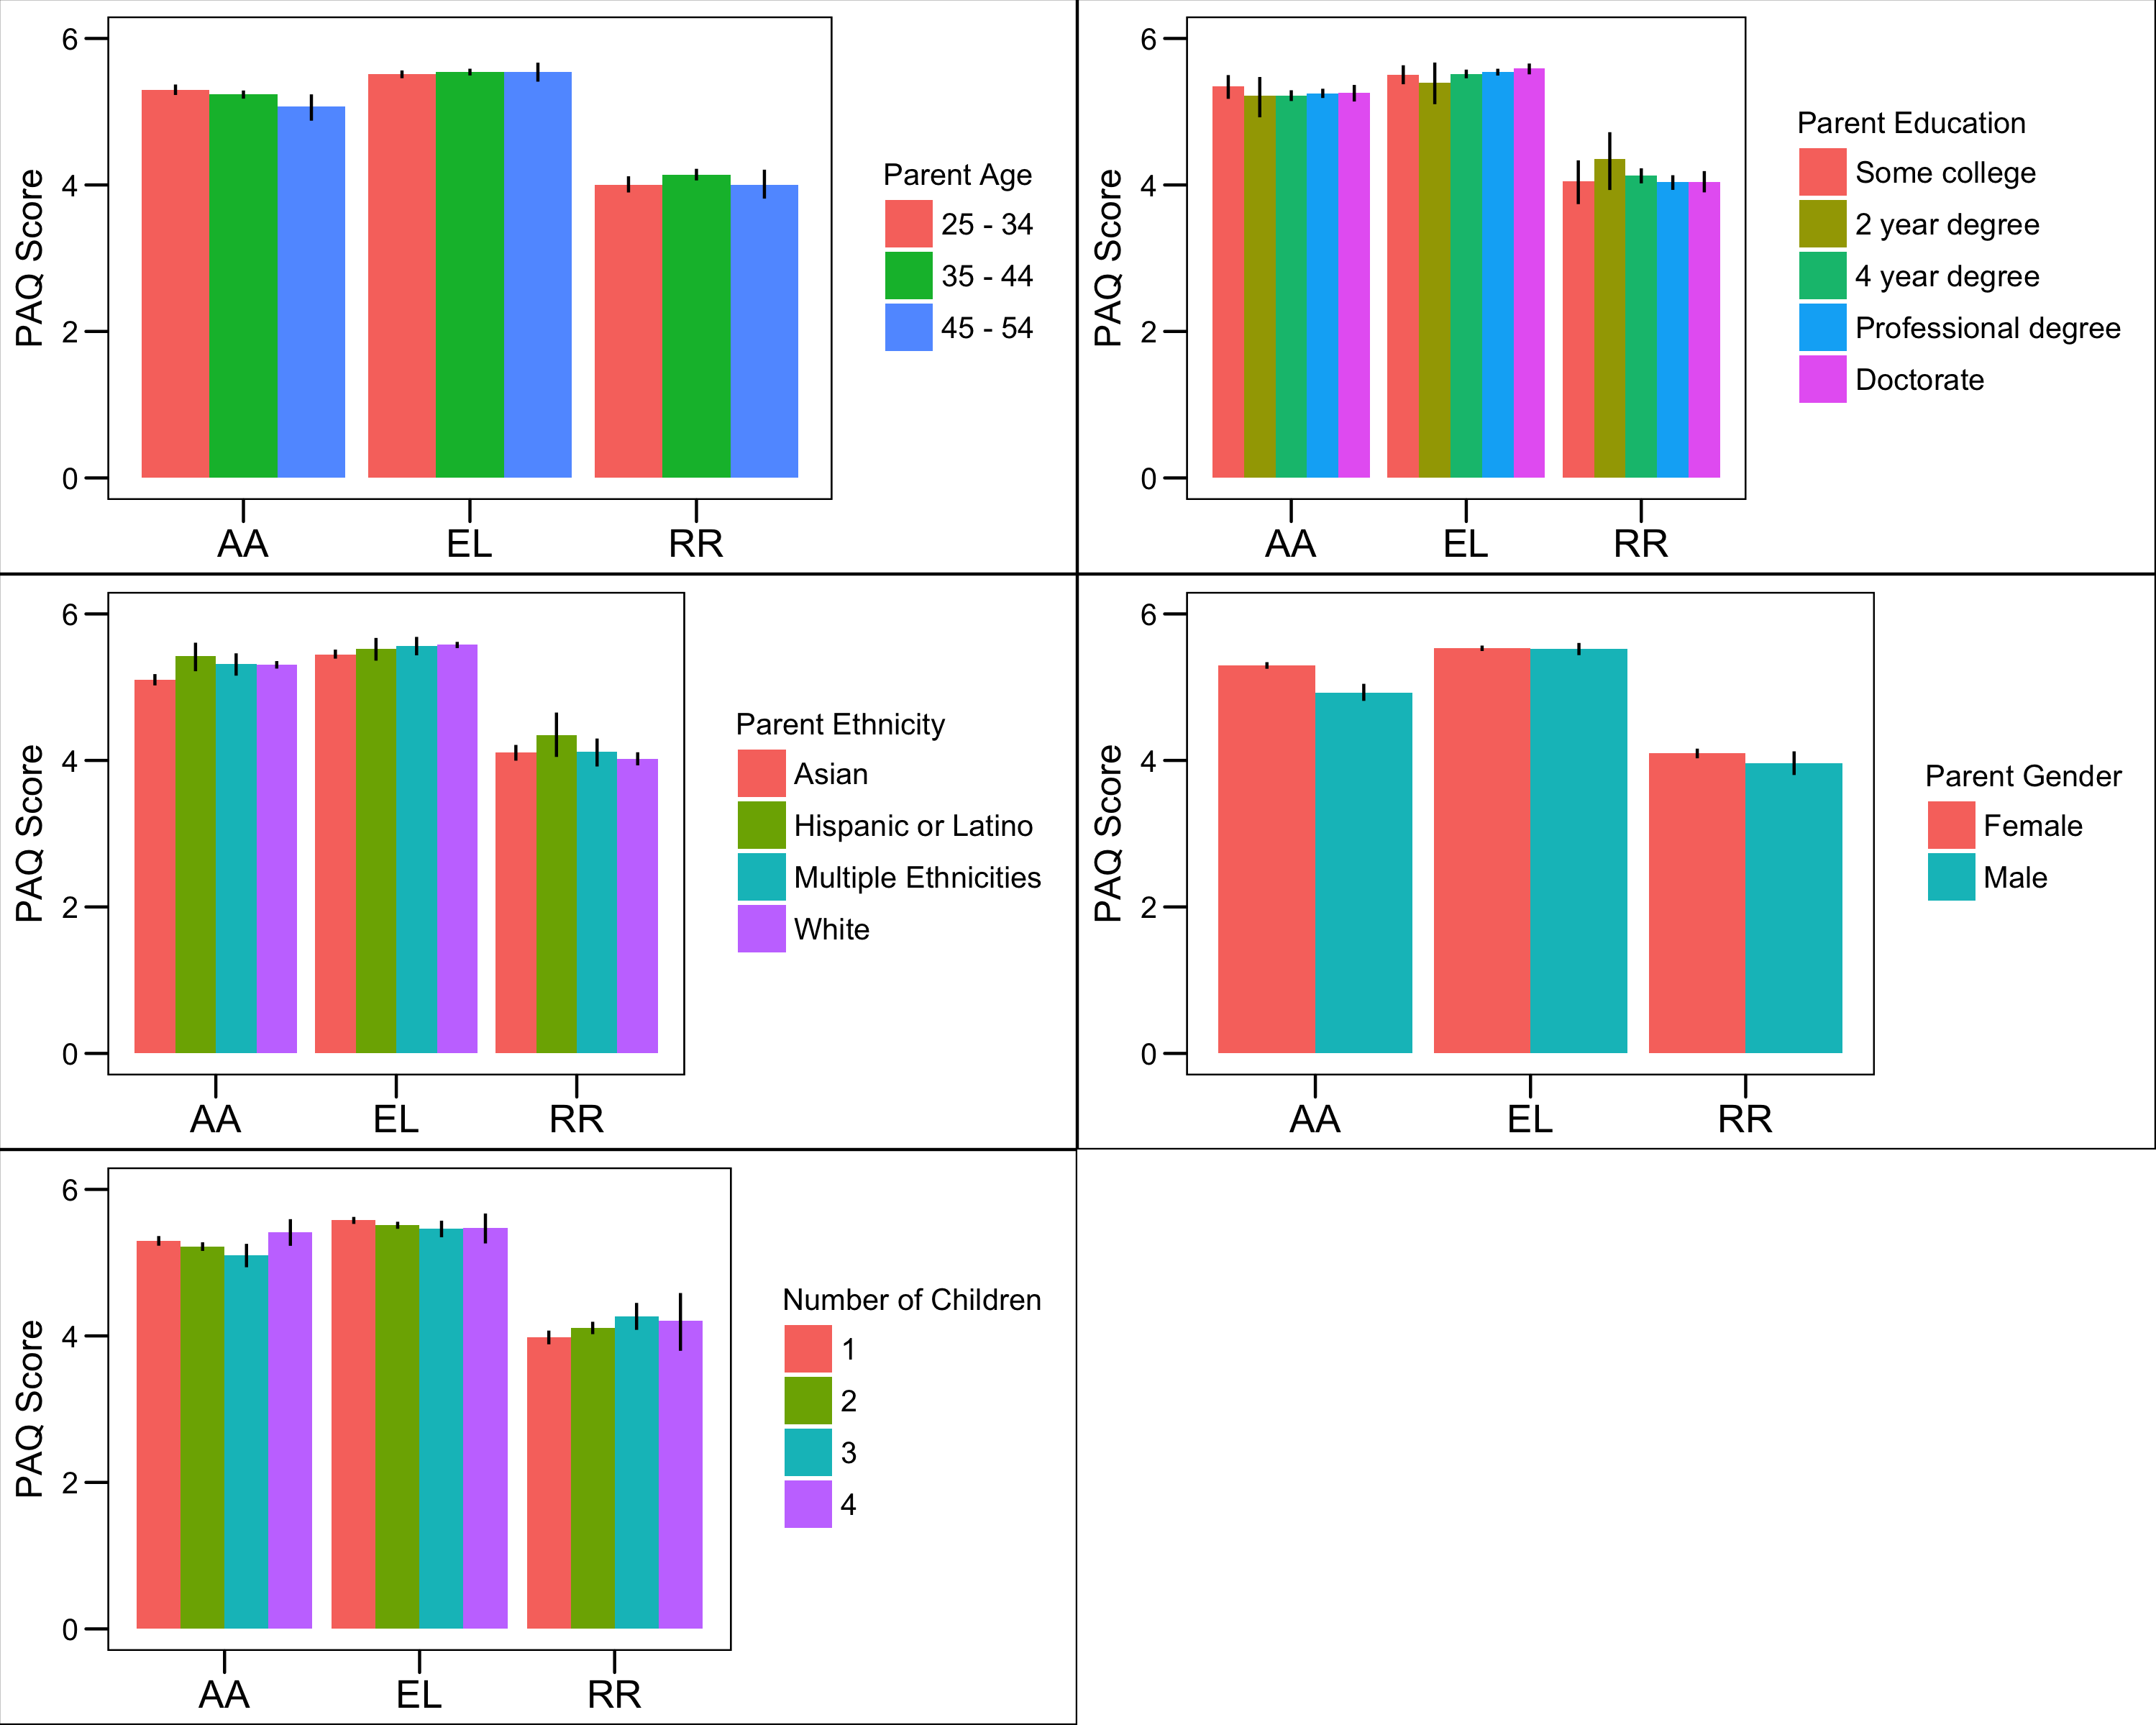 PAQ Score
6
4
2
0
AA EL RR
Parent Age
25 - 34
35 - 44
45 - 54
PAQ Score
6
4
2
0
AA EL RR
Parent Education
Some college
2 year degree
4 year degree
Professional degree
Doctorate
PAQ Score
6
4
2
0
AA EL RR
Parent Ethnicity
Asian
Hispanic or Latino
Multiple Ethnicities
White
PAQ Score
6
4
2
0
AA EL RR
Parent Gender
Female
Male
PAQ Score
6
4
2
0
AA EL RR
Number of Children
1
2
3
4